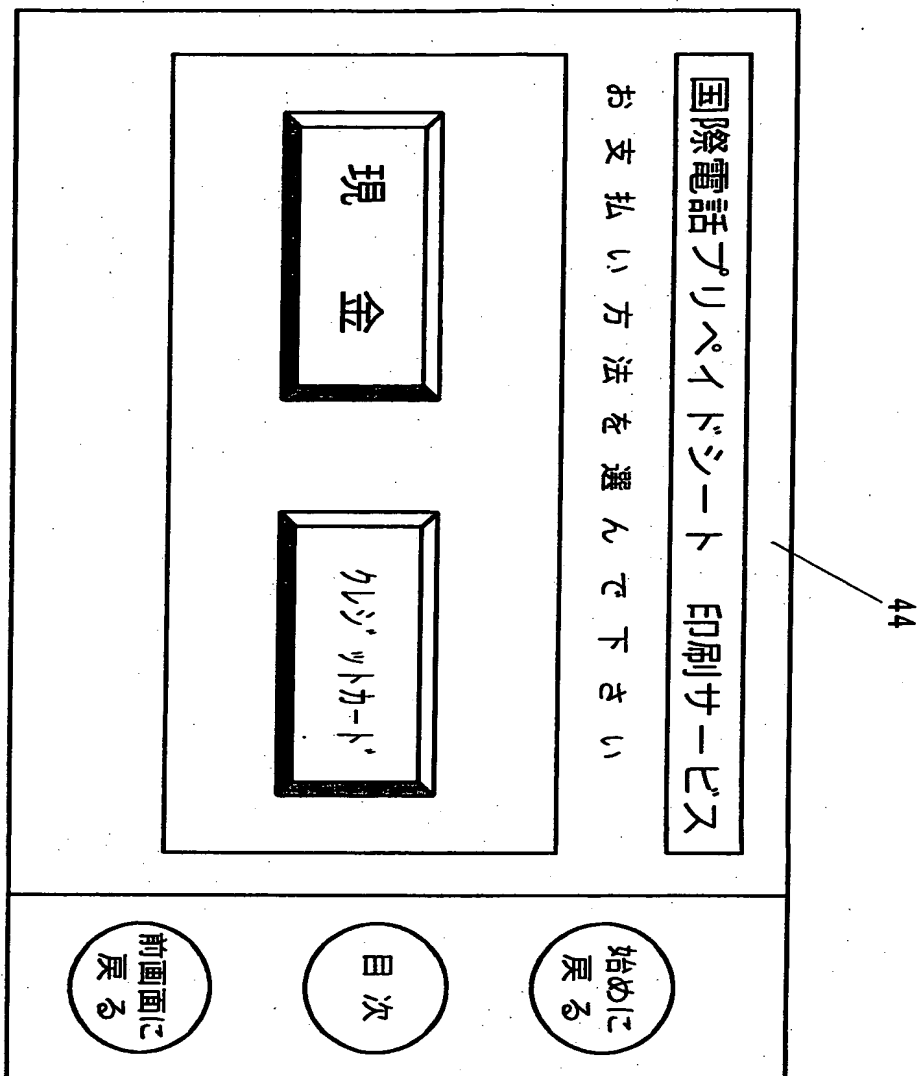 44
国際電話プリペイドシート 印刷サービス
お支払い方法を選んで下さい
現金
クレジットカード
始めに
戻る
目次
前画面に
戻る